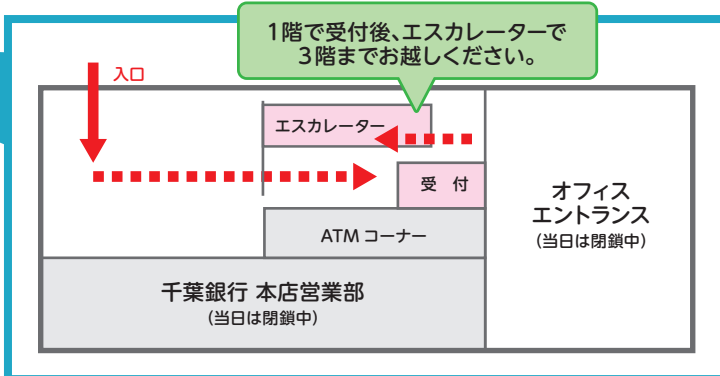 1階で受付後、エスカレーターで
3階までお越しください。
入口
エスカレーター
受 付
ATM コーナー
オフィス
エントランス
(当日は閉鎖中)
千葉銀行 本店営業部
(当日は閉鎖中)